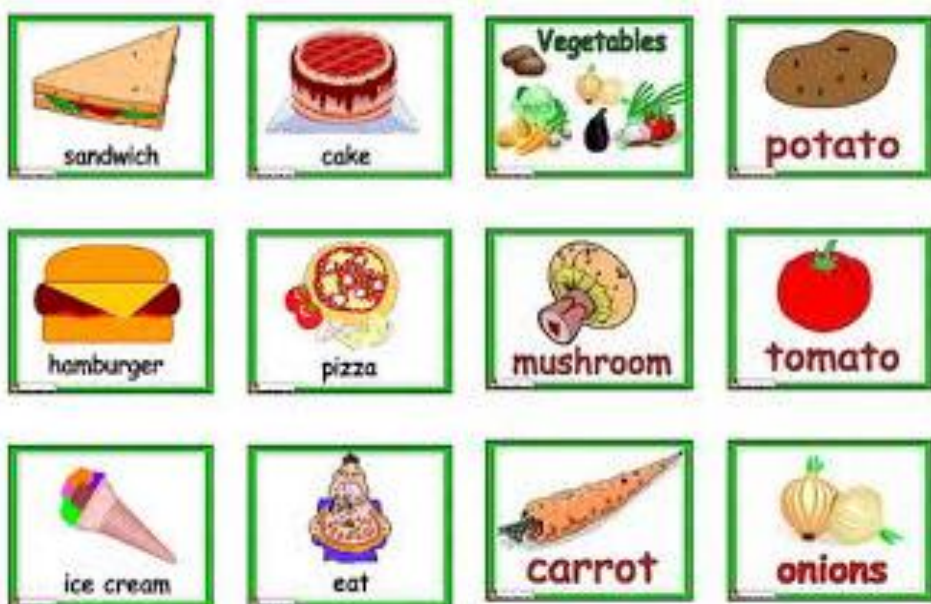 sandwich
cake
Vegetables
potato
hamburger
pizza
mushroom
tomato
ice cream
eat
carrot
onions